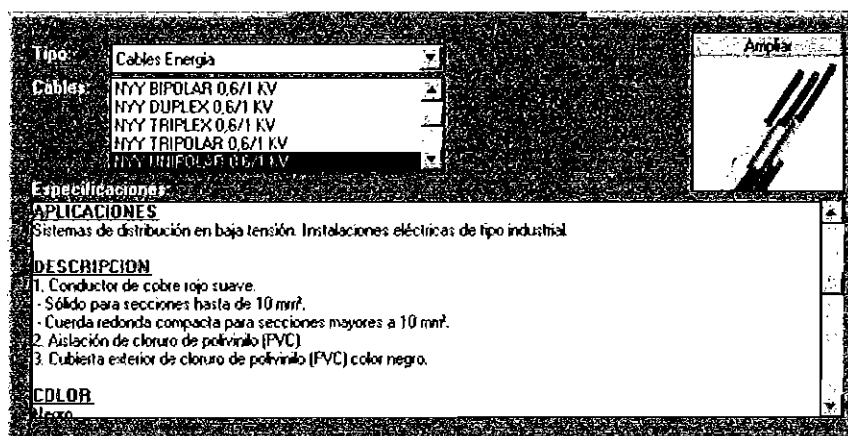 Tipo:
Cables Energia
Ampliar
Cables:
NYY BIPOLAR 0,6/1 KV
NYY DUPLEX 0,6/1 KV
NYY TRIPLEX 0,6/1 KV
NYY TRIPOLAR 0,6/1 KV
NYY UNIPOLAR 0,6/1 KV
Especificaciones:
APLICACIONES
Sistemas de distribución en baja tensión. Instalaciones eléctricas de tipo industrial.
DESCRIPCION
1. Conductor de cobre rojo suave.
- Sólido para secciones hasta de 10 mm².
- Cuerda redonda compacta para secciones mayores a 10 mm².
2. Aislación de cloruro de polivinilo (PVC)
3. Cubierta exterior de cloruro de polivinilo (PVC) color negro.
COLOR
Negro